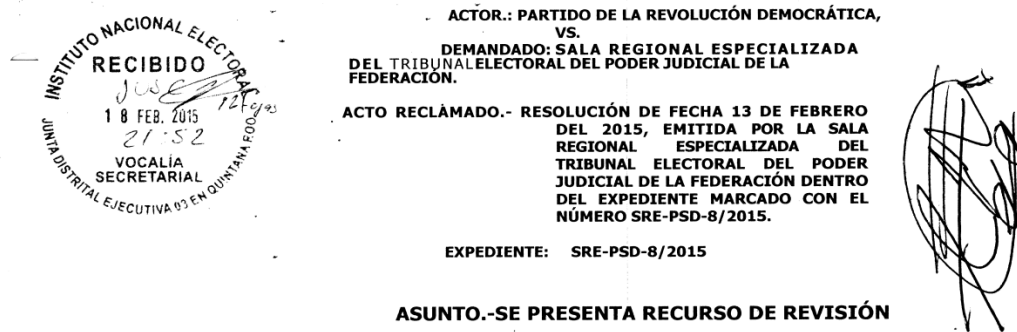 INSTITUTO NACIONAL ELECTORAL
RECIBIDO
12 fojas
18 FEB. 2015
21:52
VOCALÍA
SECRETARIAL
JUNTA DISTRITAL EJECUTIVA 03 EN QUINTANA ROO
ACTOR.: PARTIDO DE LA REVOLUCIÓN DEMOCRÁTICA,
VS.
DEMANDADO: SALA REGIONAL ESPECIALIZADA
DEL TRIBUNAL ELECTORAL DEL PODER JUDICIAL DE LA
FEDERACIÓN.
ACTO RECLAMADO.- RESOLUCIÓN DE FECHA 13 DE FEBRERO
DEL 2015, EMITIDA POR LA SALA
REGIONAL ESPECIALIZADA DEL
TRIBUNAL ELECTORAL DEL PODER
JUDICIAL DE LA FEDERACIÓN DENTRO
DEL EXPEDIENTE MARCADO CON EL
NÚMERO SRE-PSD-8/2015.
EXPEDIENTE: SRE-PSD-8/2015
ASUNTO.-SE PRESENTA RECURSO DE REVISIÓN